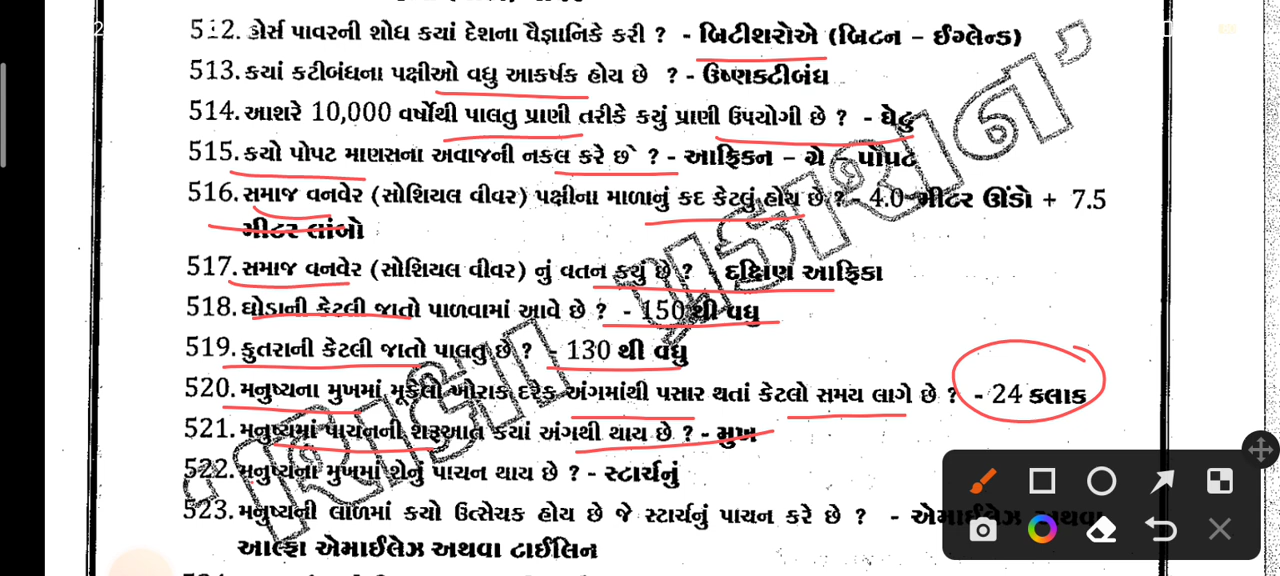 512. હોર્સ પાવરની શોધ કયાં દેશના વૈજ્ઞાનિકે કરી ? - બ્રિટીશરોએ (બ્રિટન – ઈંગ્લેન્ડ)
513. કયાં કટીબંધના પક્ષીઓ વધુ આકર્ષક હોય છે ? - ઉષ્ણકટીબંધ
514. આશરે 10,000 વર્ષોથી પાલતુ પ્રાણી તરીકે કયું પ્રાણી ઉપયોગી છે ? - ઘેટુ
515. કયો પોપટ માણસના અવાજની નકલ કરે છે ? - આફ્રિકન – ગ્રે – પોપટ
516. સમાજ વનવેર (સોશિયલ વીવર) પક્ષીના માળાનું કદ કેટલું હોય છે ? - 4.0 મીટર ઊંડો + 7.5
મીટર લાંબો
517. સમાજ વનવેર (સોશિયલ વીવર) નું વતન કયું છે ? દક્ષિણ આફ્રિકા
518. ઘોડાની કેટલી જાતો પાળવામાં આવે છે ? - 150 થી વધુ
519. કુતરાની કેટલી જાતો પાલતુ છે ? - 130 થી વધુ
520. મનુષ્યના મુખમાં મૂકેલો ખોરાક દરેક અંગમાંથી પસાર થતાં કેટલો સમય લાગે છે ? - 24 કલાક
521. મનુષ્યમાં પાચનની શરૂઆત કયાં અંગથી થાય છે ? - મુખ
522. મનુષ્યના મુખમાં શેનું પાચન થાય છે ? - સ્ટાર્ચનું
523. મનુષ્યની લાળમાં કયો ઉત્સેચક હોય છે જે સ્ટાર્ચનું પાચન કરે છે ? - એમાઈલેઝ અથવા
આલ્ફા એમાઈલેઝ અથવા ટાઈલિન